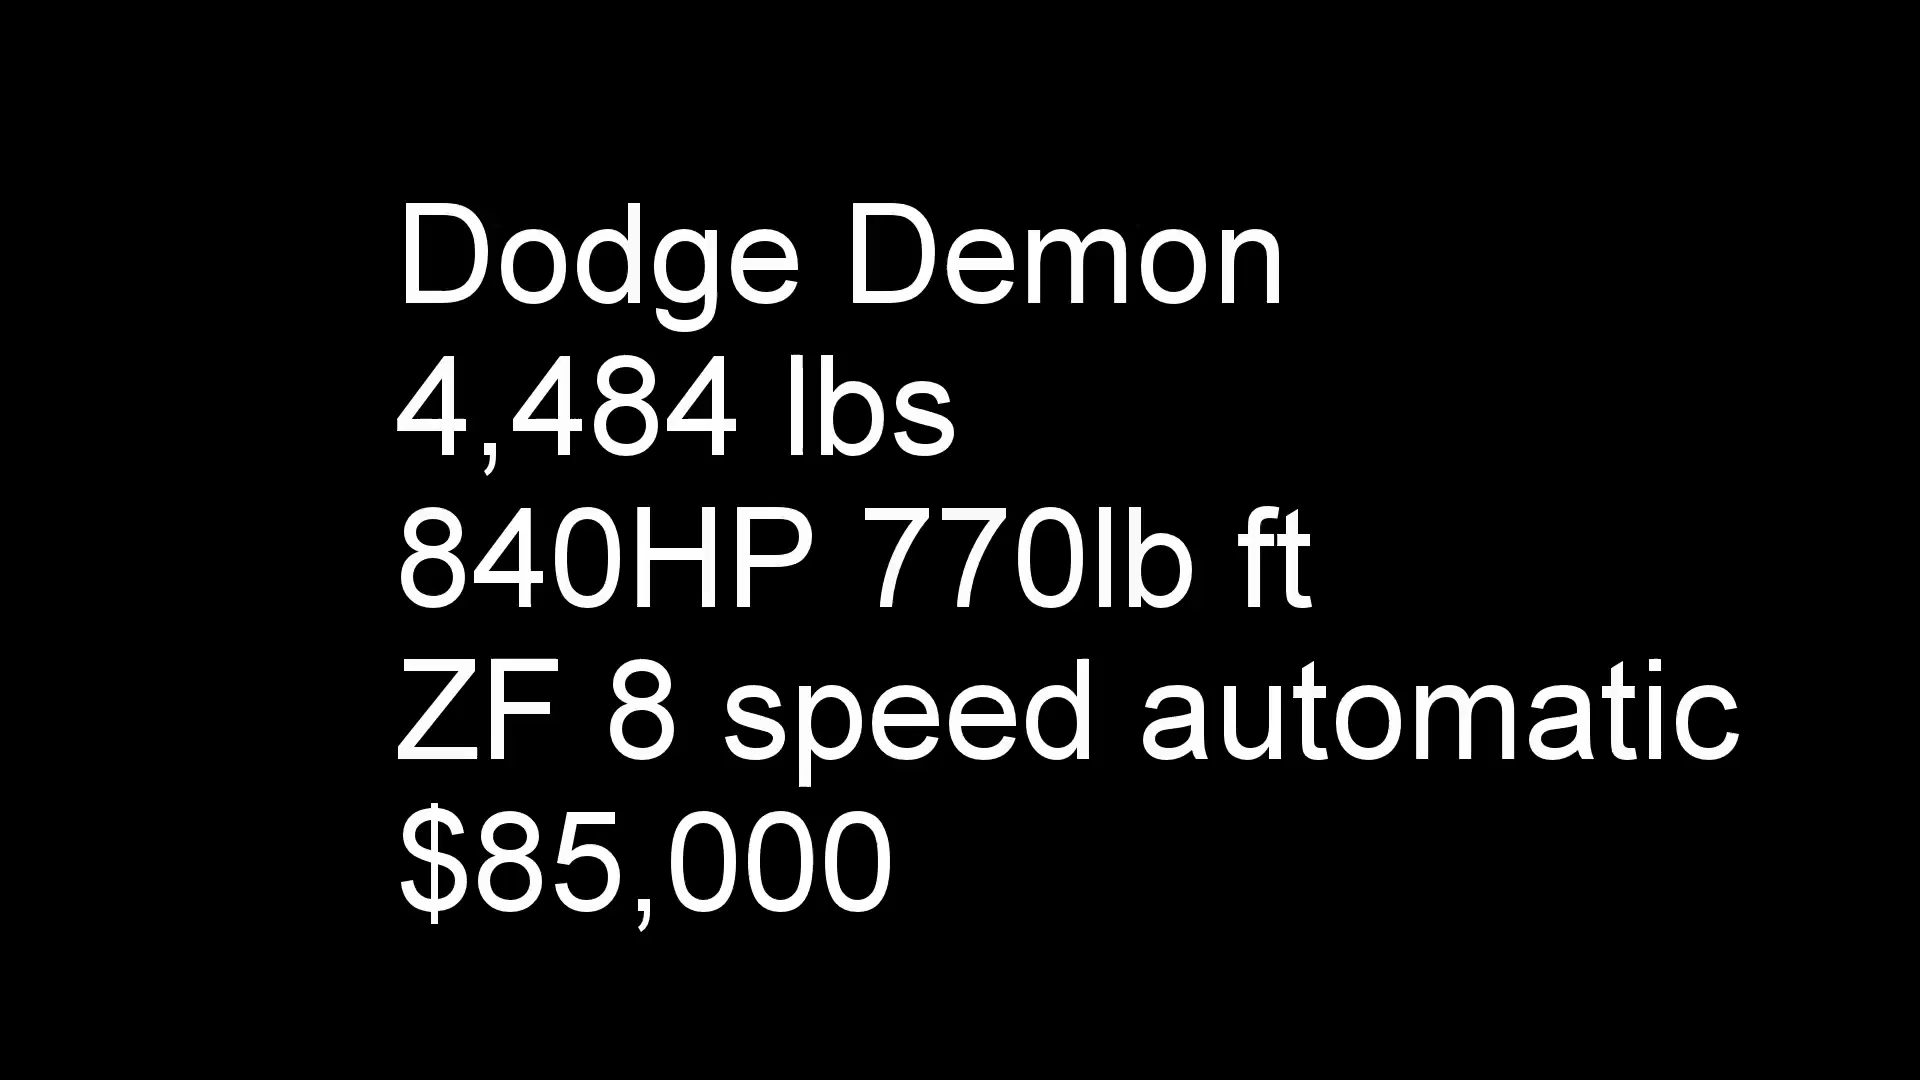 Dodge Demon
4,484 lbs
840HP 770lb ft
ZF 8 speed automatic
$85,000